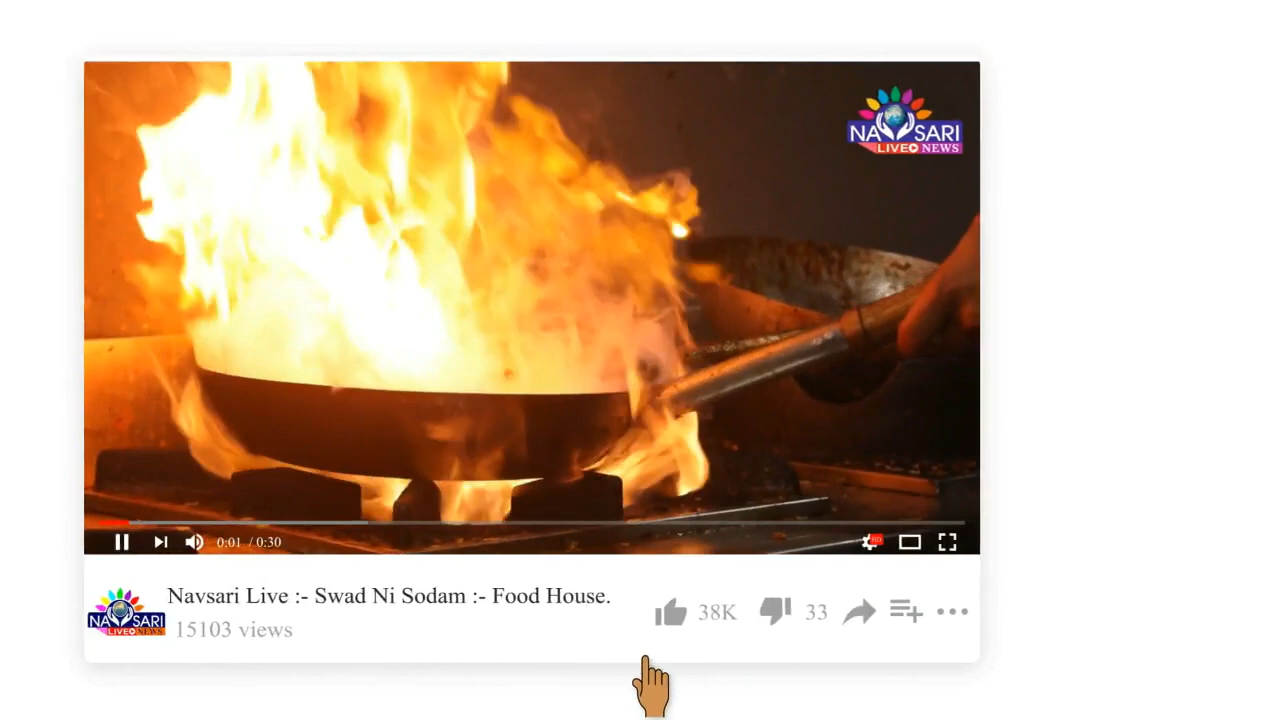 NAVSARI
LIVE NEWS
0:01 / 0:30
HD
Navsari Live :- Swad Ni Sodam :- Food House.
15103 views
38K
33
NAVSARI
LIVE NEWS